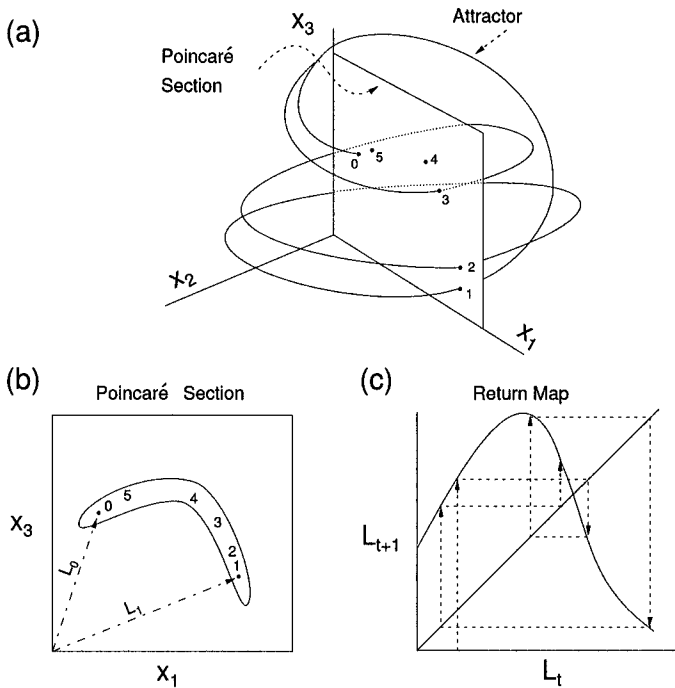 (a)
X3
Attractor
Poincaré
Section
0
5
4
3
2
1
X2
X1
(b)
Poincaré Section
X3
0
5
4
3
2
1
L0
L1
X1
(c)
Return Map
Lt+1
Lt